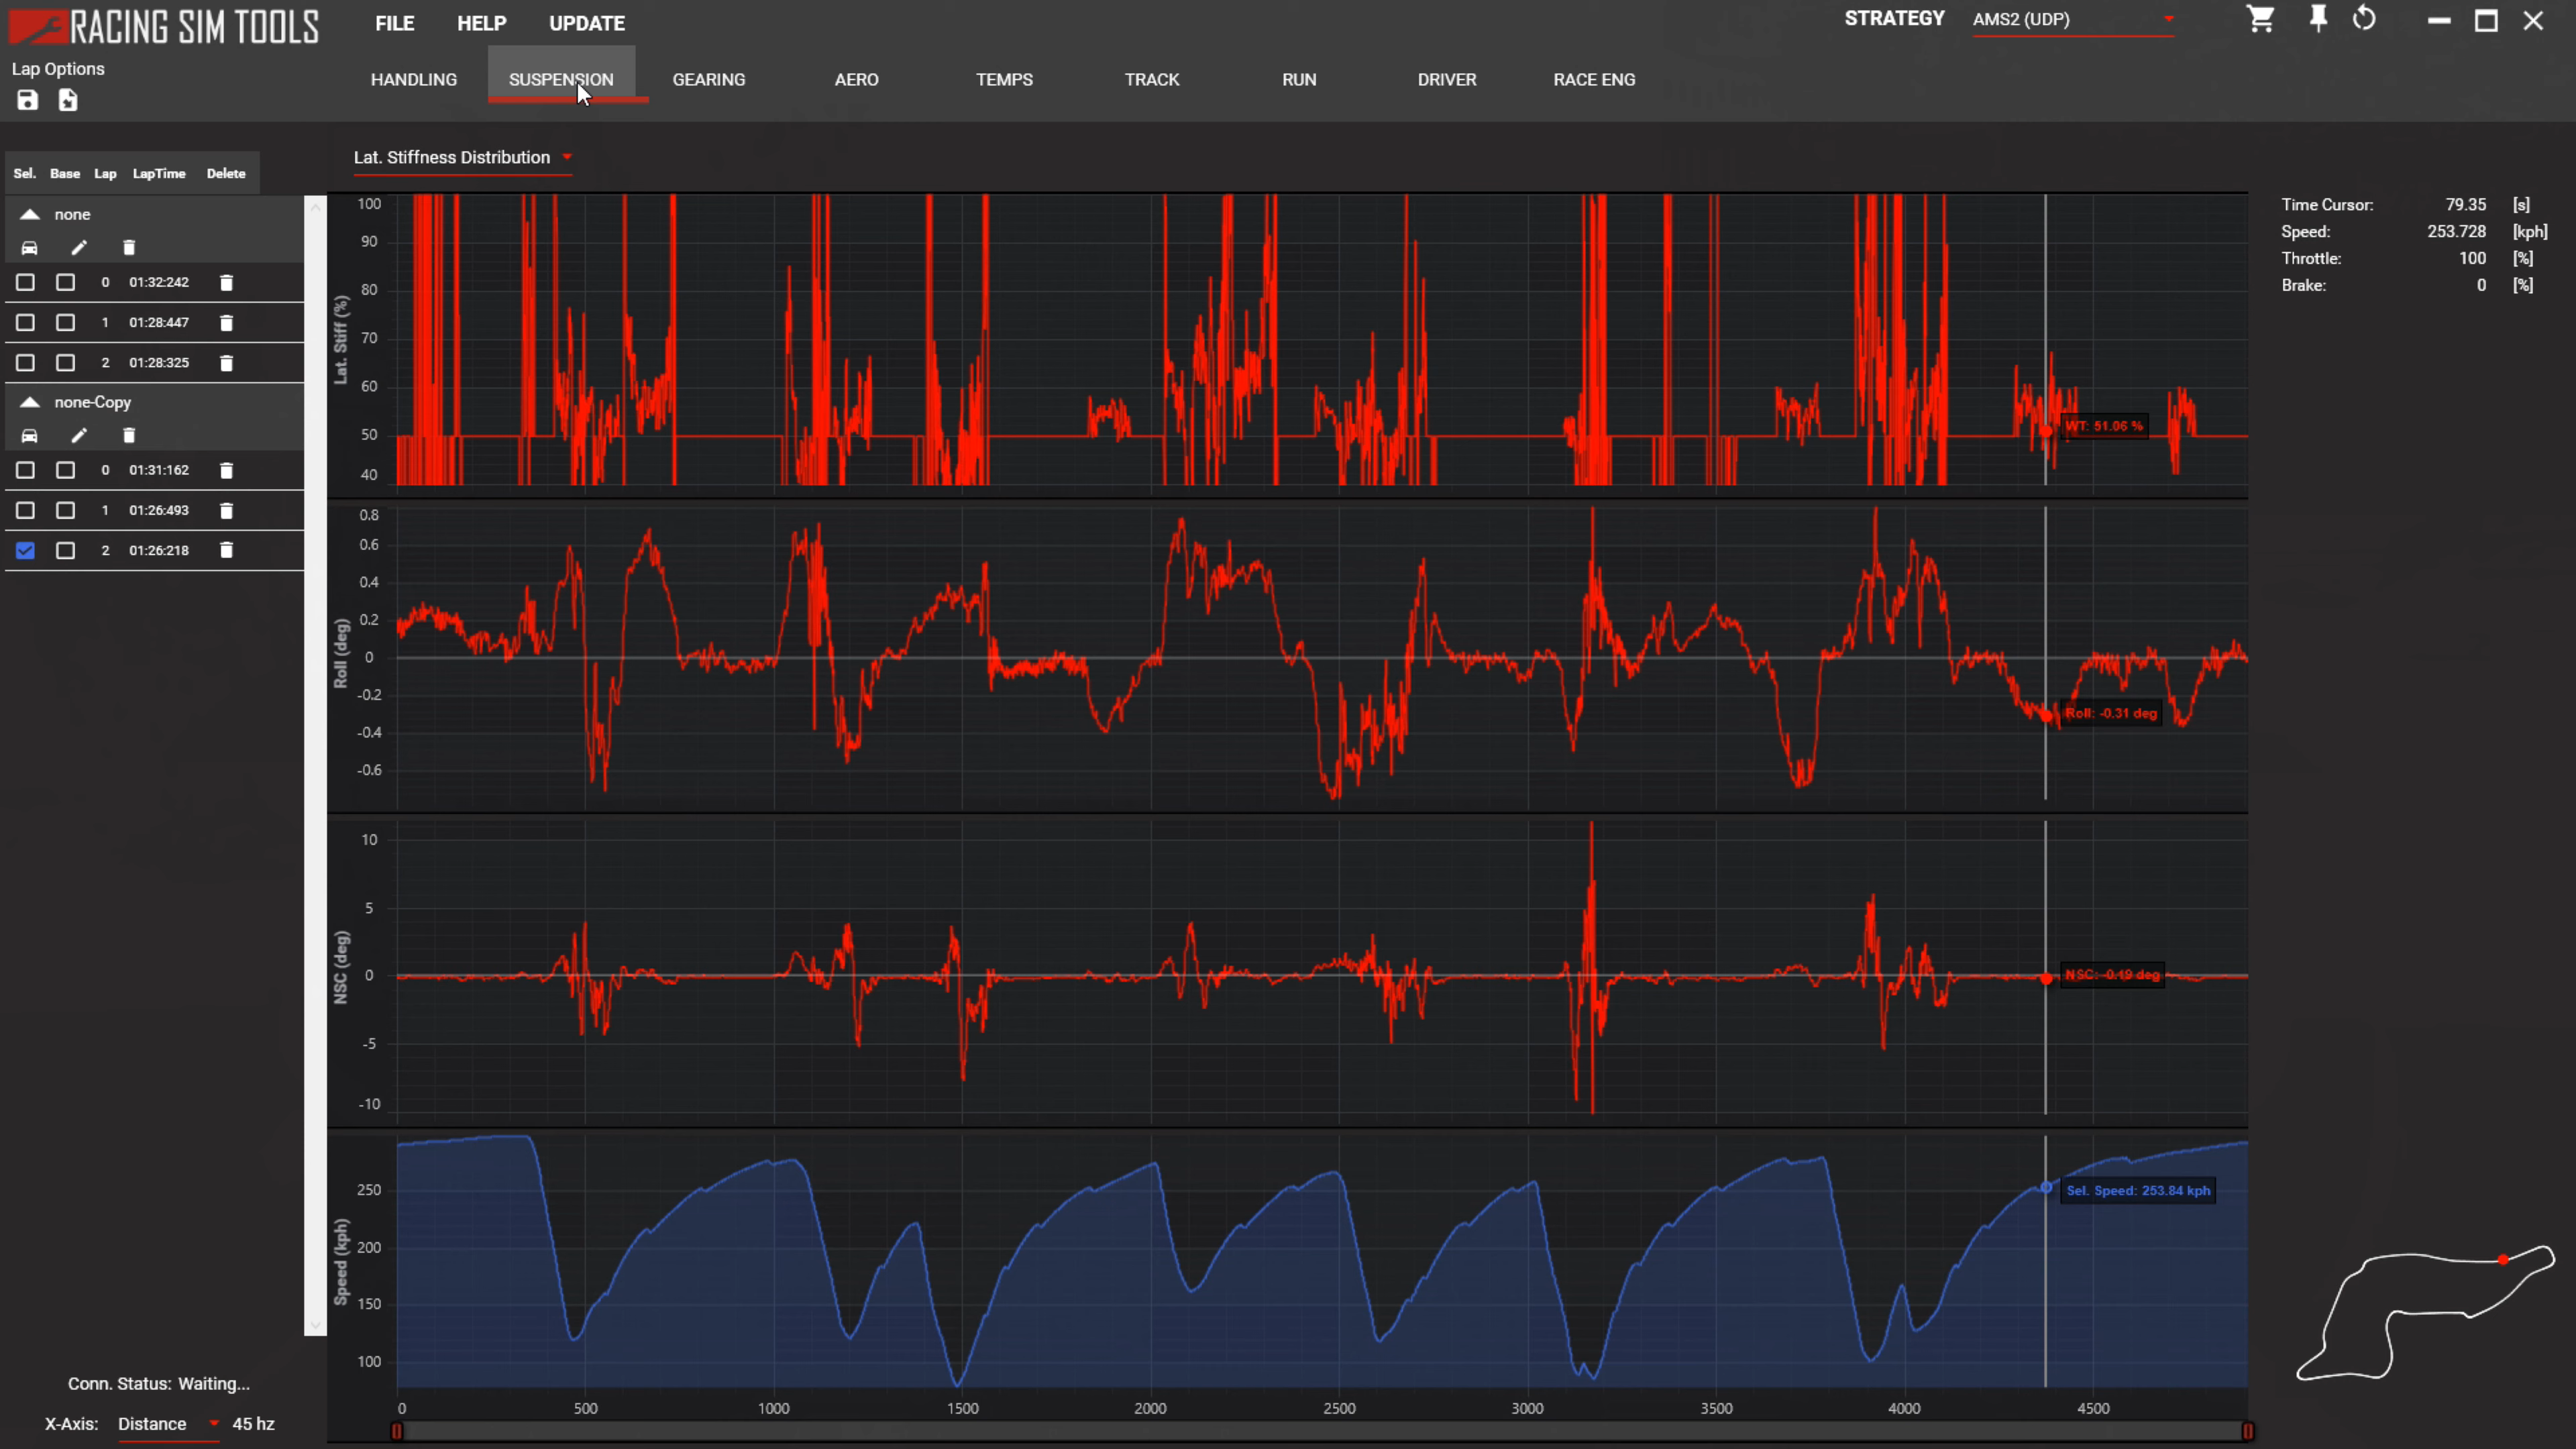 RACING SIM TOOLS
FILE HELP UPDATE
STRATEGY AMS2 (UDP)
Lap Options
HANDLING SUSPENSION GEARING AERO TEMPS TRACK RUN DRIVER RACE ENG
Lat. Stiffness Distribution
Sel. Base Lap LapTime Delete
none
0 01:32:242
1 01:28:447
2 01:28:325
none-Copy
0 01:31:162
1 01:26:493
2 01:26:218
Conn. Status: Waiting...
X-Axis: Distance 45 hz
Lat. Stiff (%)
100
90
80
70
60
50
40
WT: 51.06 %
Roll (deg)
0.8
0.6
0.4
0.2
0
-0.2
-0.4
-0.6
Roll: -0.31 deg
NSC (deg)
10
5
0
-5
-10
NSC: -0.19 deg
Speed (kph)
250
200
150
100
Sel. Speed: 253.84 kph
0 500 1000 1500 2000 2500 3000 3500 4000 4500
Time Cursor: 79.35 [s]
Speed: 253.728 [kph]
Throttle: 100 [%]
Brake: 0 [%]